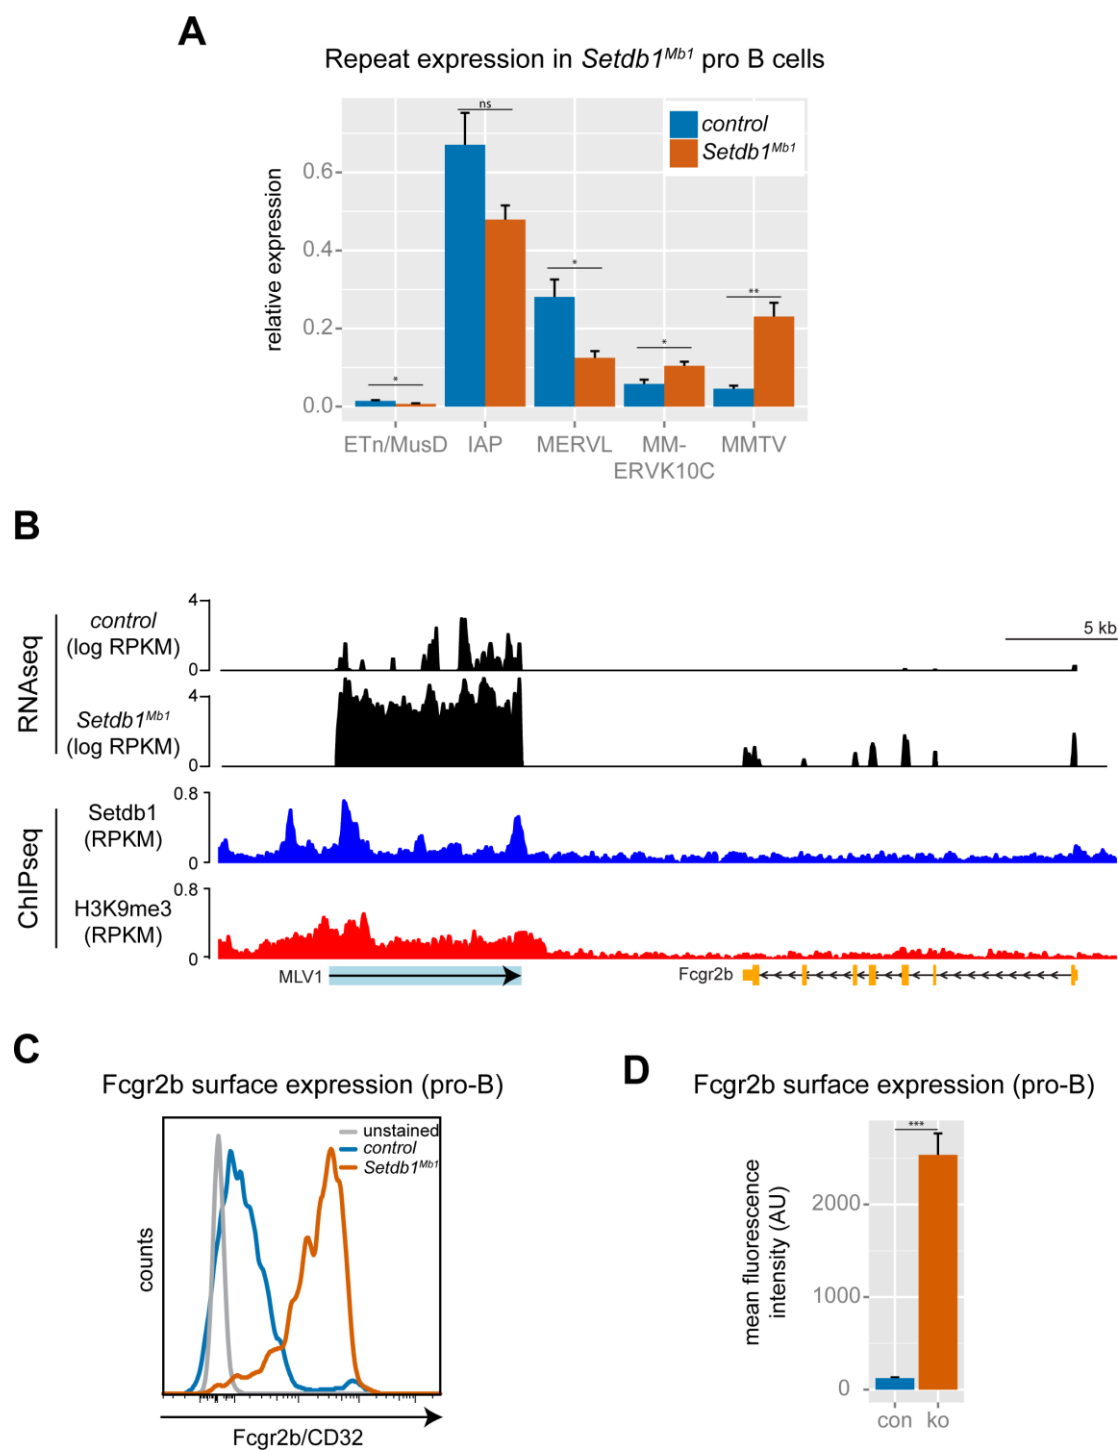 A
Repeat expression in Setdb1Mb1 pro B cells
relative expression
0.6
0.4
0.2
0.0
ns
*
*
*
**
control
Setdb1Mb1
ETn/MusD
IAP
MERVL
MM-
ERVK10C
MMTV
B
RNAseq
control
(log RPKM)
4
0
5 kb
Setdb1Mb1
(log RPKM)
4
0
ChIPseq
Setdb1
(RPKM)
0.8
0
H3K9me3
(RPKM)
0.8
0
MLV1
Fcgr2b
C
Fcgr2b surface expression (pro-B)
unstained
control
Setdb1Mb1
counts
Fcgr2b/CD32
D
Fcgr2b surface expression (pro-B)
***
mean fluorescence
intensity (AU)
2000
1000
0
con
ko